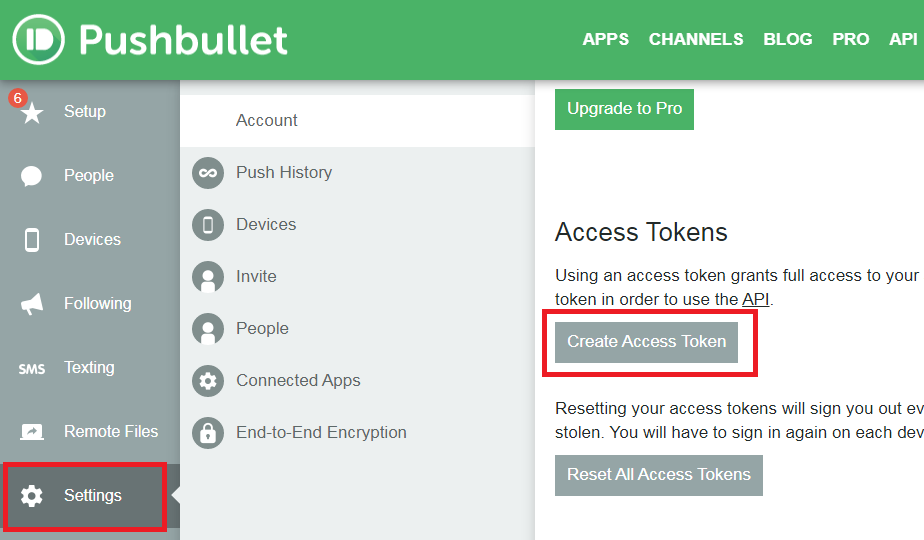 Pushbullet
APPS CHANNELS BLOG PRO API
6
Setup
People
Devices
Following
SMS
Texting
Remote Files
Settings
Account
Push History
Devices
Invite
People
Connected Apps
End-to-End Encryption
Upgrade to Pro
Access Tokens
Using an access token grants full access to your
token in order to use the API.
Create Access Token
Resetting your access tokens will sign you out ev
stolen. You will have to sign in again on each dev
Reset All Access Tokens